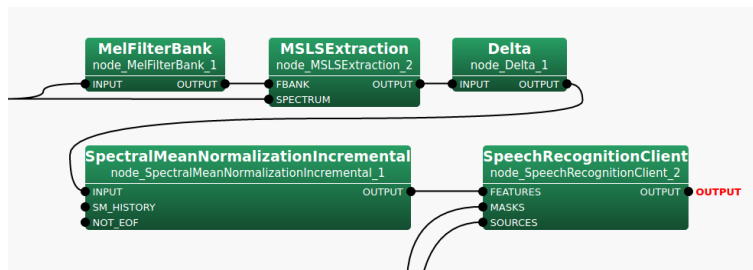 MelFilterBank
node_MelFilterBank_1
INPUT OUTPUT
MSLSExtraction
node_MSLSExtraction_2
FBANK OUTPUT
SPECTRUM
Delta
node_Delta_1
INPUT OUTPUT
SpectralMeanNormalizationIncremental
node_SpectralMeanNormalizationIncremental_1
INPUT OUTPUT
SM_HISTORY
NOT_EOF
SpeechRecognitionClient
node_SpeechRecognitionClient_2
FEATURES OUTPUT OUTPUT
MASKS
SOURCES